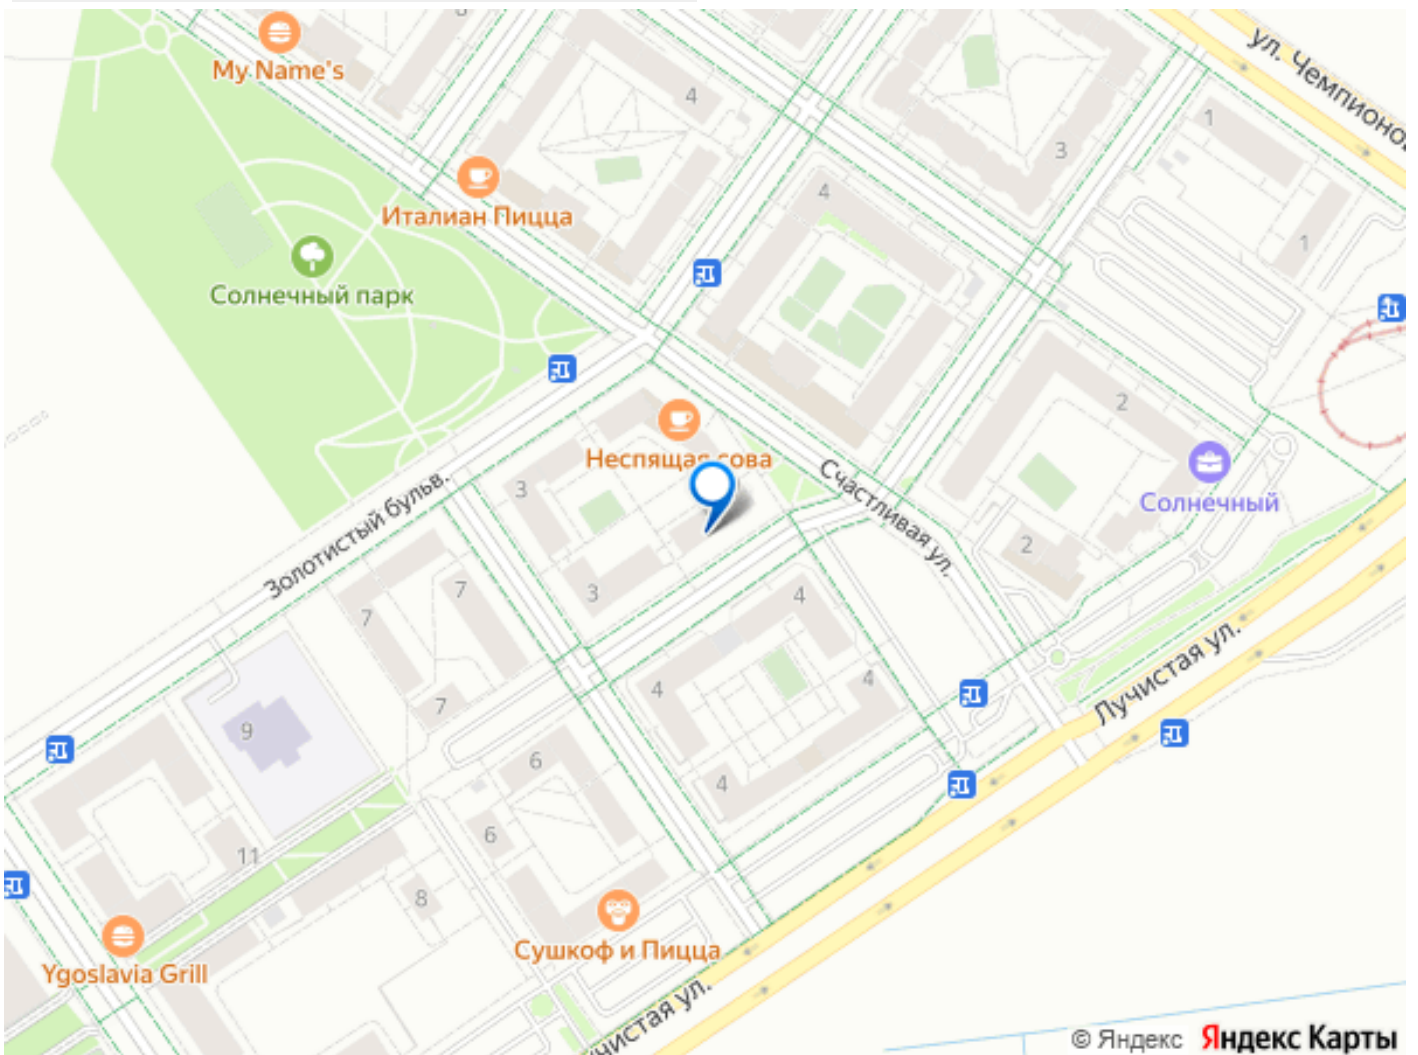 My Name's
ул. Чемпионо
4
1
3
Италиан Пицца
4
1
Солнечный парк
2
Неспящая сова
3
Счастливая ул.
Солнечный
Золотистый бульв.
2
3
7
7
4
4
4
7
Лучистая ул.
9
6
4
6
11
8
Сушкоф и Пицца
Ygoslavia Grill
учистая ул.
© Яндекс Яндекс Карты